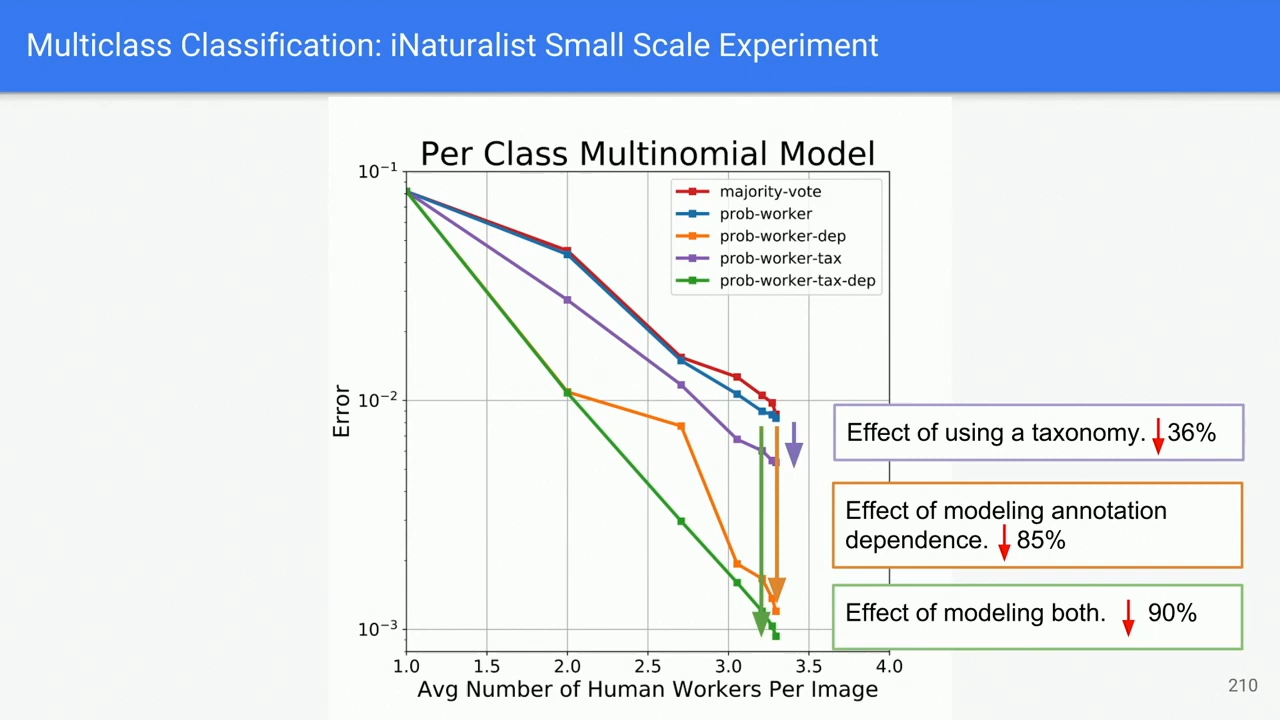 Multiclass Classification: iNaturalist Small Scale Experiment
Per Class Multinomial Model
majority-vote
prob-worker
prob-worker-dep
prob-worker-tax
prob-worker-tax-dep
10⁻¹
10⁻²
10⁻³
Error
1.0 1.5 2.0 2.5 3.0 3.5 4.0
Avg Number of Human Workers Per Image
Effect of using a taxonomy. 36%
Effect of modeling annotation
dependence. 85%
Effect of modeling both. 90%
210